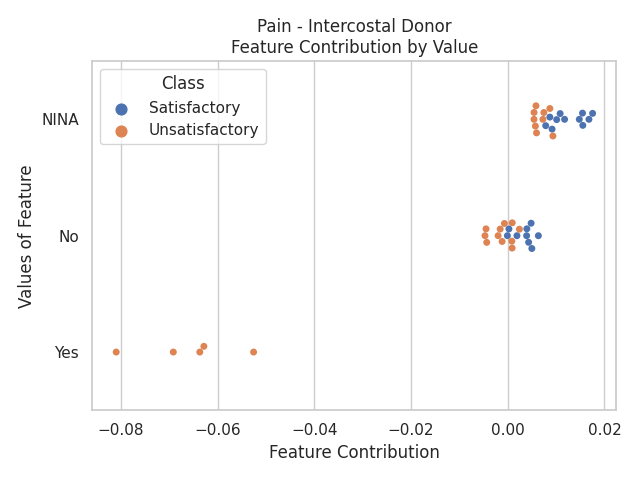 Pain - Intercostal Donor
Feature Contribution by Value
Class
Satisfactory
Unsatisfactory
Values of Feature
NINA
No
Yes
−0.08 −0.06 −0.04 −0.02 0.00 0.02
Feature Contribution